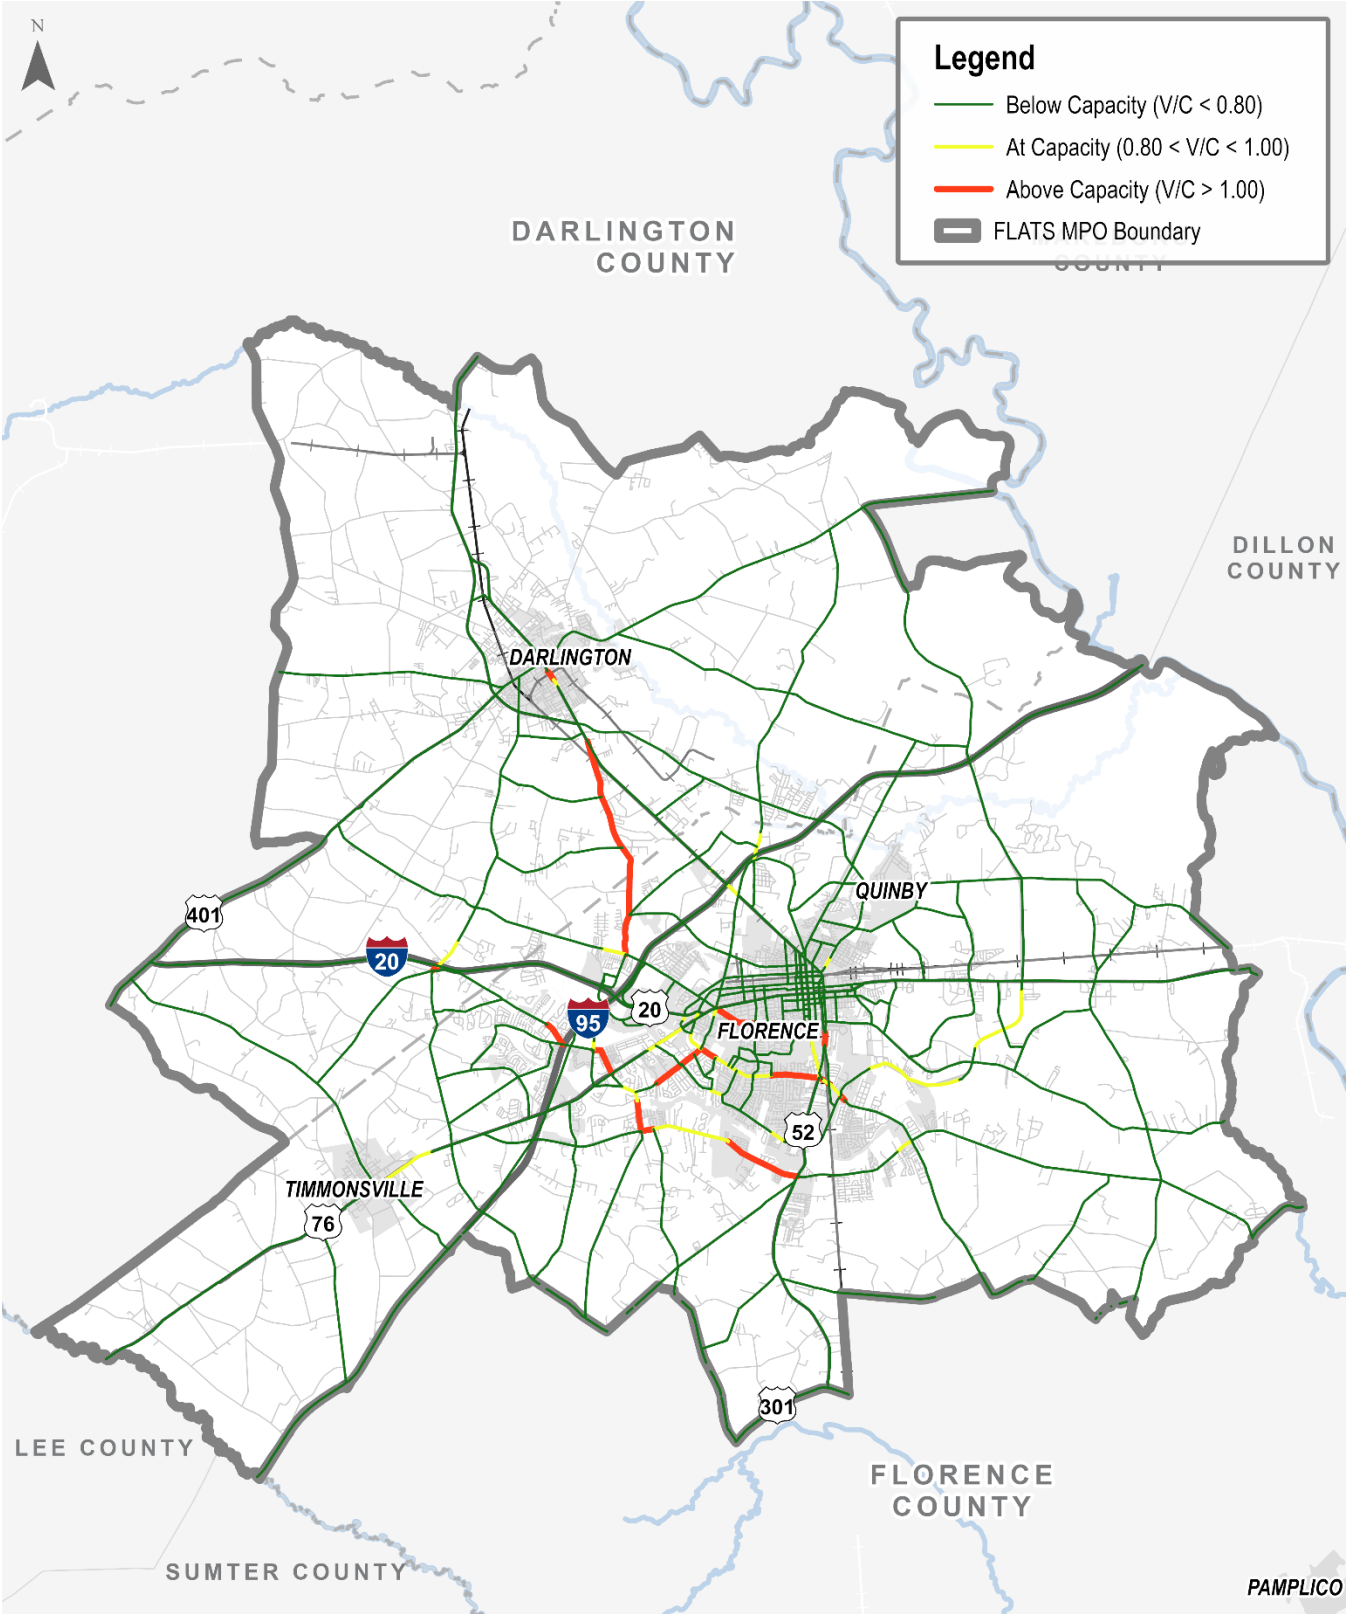 N
Legend
Below Capacity (V/C < 0.80)
At Capacity (0.80 < V/C < 1.00)
Above Capacity (V/C > 1.00)
FLATS MPO Boundary
COUNTY
DARLINGTON
COUNTY
DILLON
COUNTY
DARLINGTON
QUINBY
401
20
20
95
FLORENCE
52
TIMMONSVILLE
76
301
LEE COUNTY
FLORENCE
COUNTY
SUMTER COUNTY
PAMPLICO